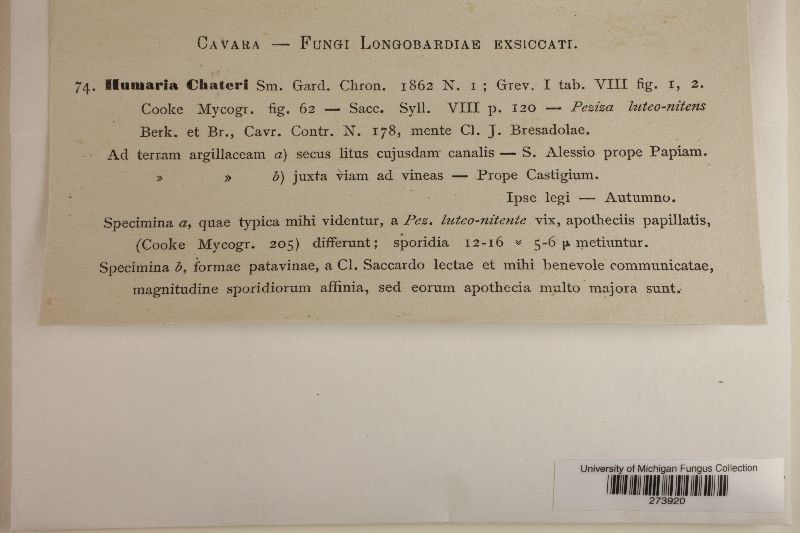 CAVARA — FUNGI LONGOBARDIAE EXSICCATI.
74. Humaria Chateri Sm. Gard. Chron. 1862 N. 1 ; Grev. I tab. VIII fig. 1, 2.
Cooke Mycogr. fig. 62 — Sacc. Syll. VIII p. 120 — Peziza luteo-nitens
Berk. et Br., Cavr. Contr. N. 178, mente Cl. J. Bresadolae.
Ad terram argillaceam a) secus litus cujusdam canalis — S. Alessio prope Papiam.
» » b) juxta viam ad vineas — Prope Castigium.
Ipse legi — Autumno.
Specimina a, quae typica mihi videntur, a Pez. luteo-nitente vix, apotheciis papillatis,
(Cooke Mycogr. 205) differunt; sporidia 12-16 × 5-6 µ metiuntur.
Specimina b, formae patavinae, a Cl. Saccardo lectae et mihi benevole communicatae,
magnitudine sporidiorum affinia, sed eorum apothecia multo majora sunt.
University of Michigan Fungus Collection
273920